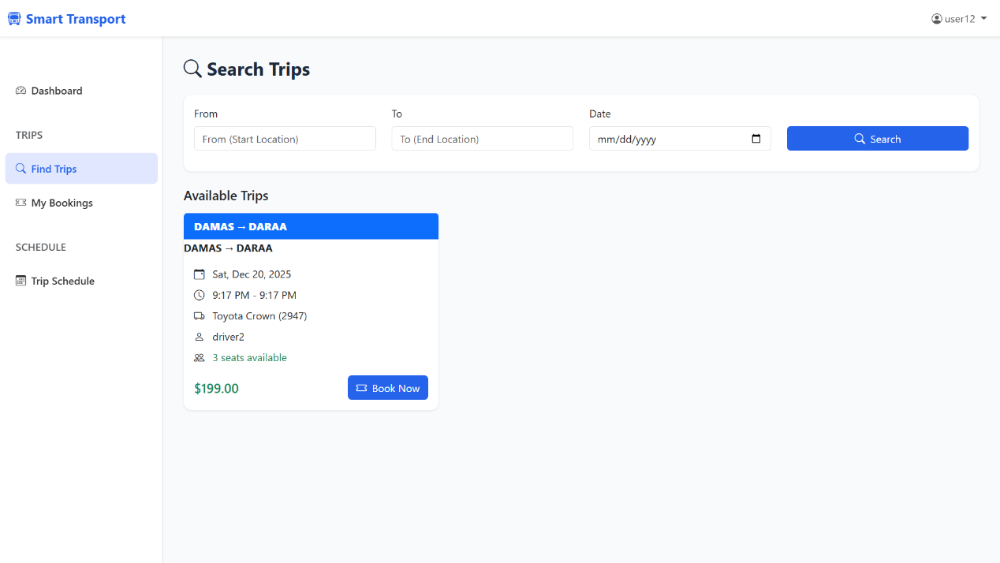 Smart Transport
user12
Dashboard
TRIPS
Find Trips
My Bookings
SCHEDULE
Trip Schedule
Search Trips
From
To
Date
From (Start Location)
To (End Location)
mm/dd/yyyy
Search
Available Trips
DAMAS → DARAA
DAMAS → DARAA
Sat, Dec 20, 2025
9:17 PM - 9:17 PM
Toyota Crown (2947)
driver2
3 seats available
$199.00
Book Now